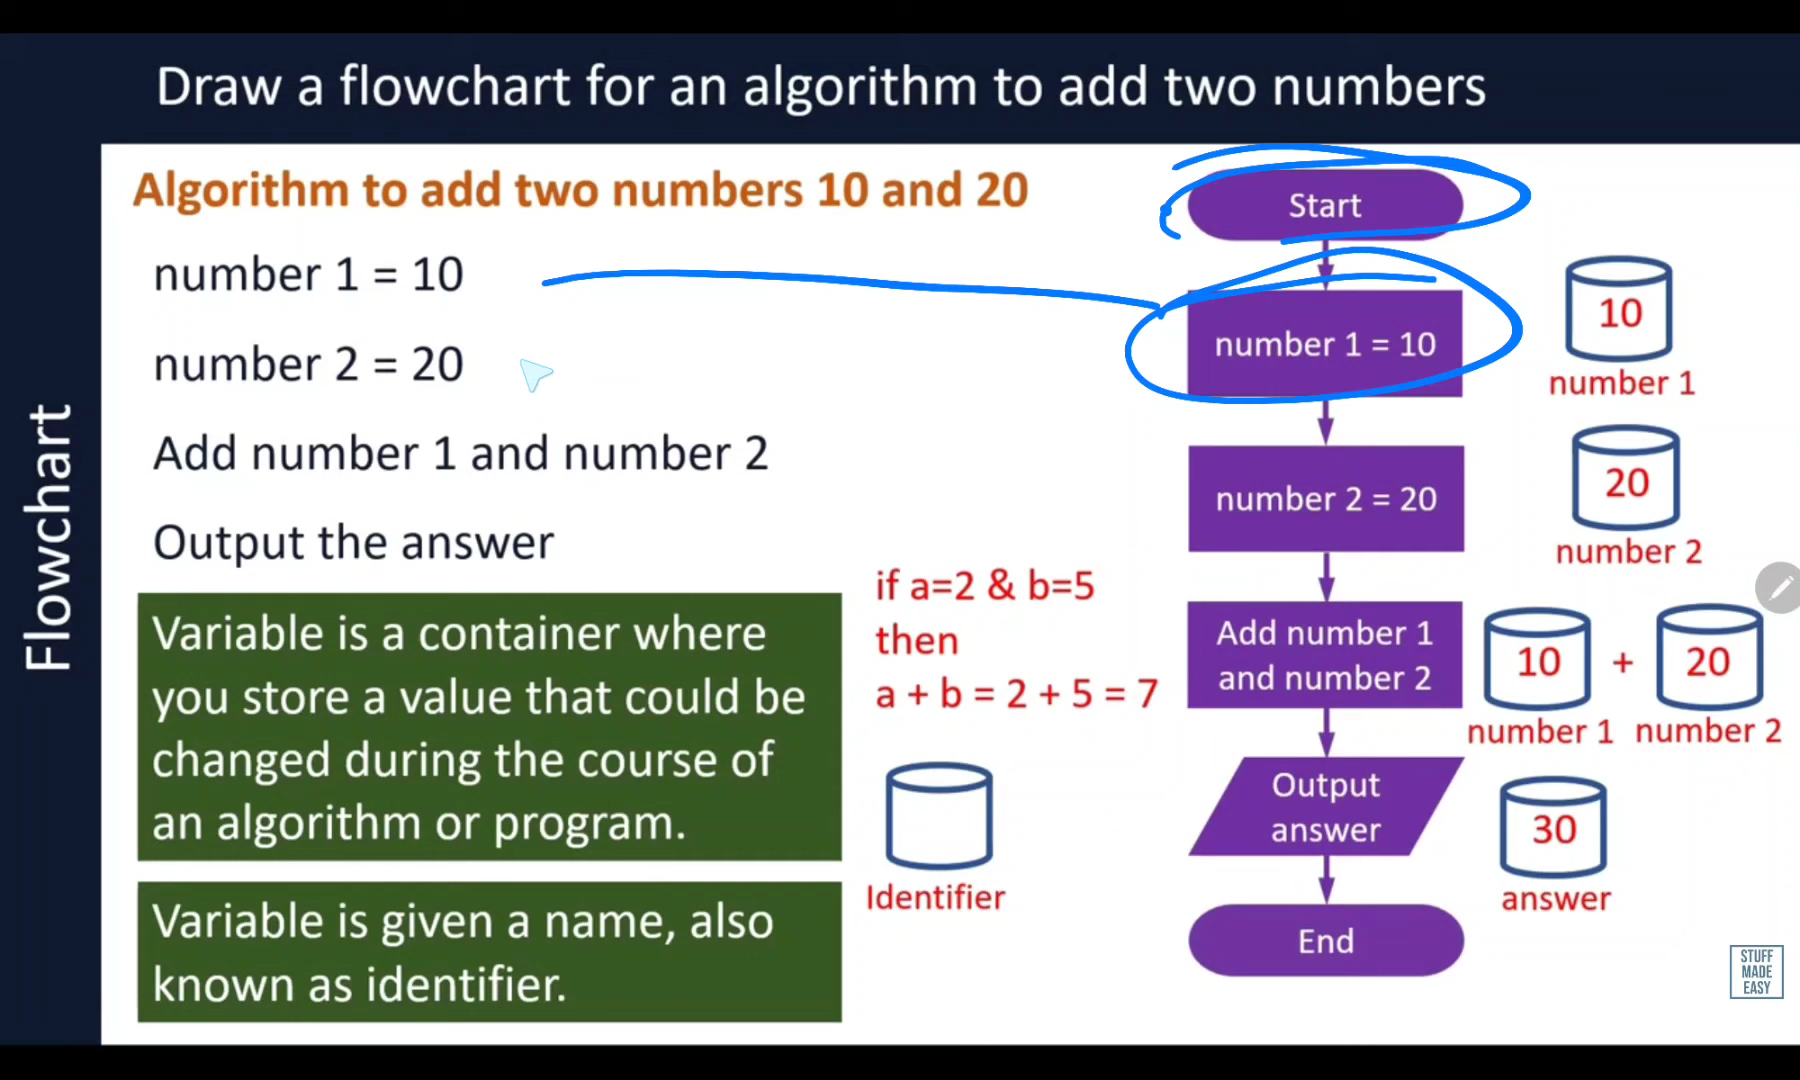 Draw a flowchart for an algorithm to add two numbers
Flowchart
Algorithm to add two numbers 10 and 20
number 1 = 10
number 2 = 20
Add number 1 and number 2
Output the answer
Variable is a container where
you store a value that could be
changed during the course of
an algorithm or program.
Variable is given a name, also
known as identifier.
if a=2 & b=5
then
a + b = 2 + 5 = 7
Identifier
Start
number 1 = 10
10
number 1
number 2 = 20
20
number 2
Add number 1
and number 2
10 + 20
number 1 number 2
Output
answer
30
answer
End
STUFF
MADE
EASY